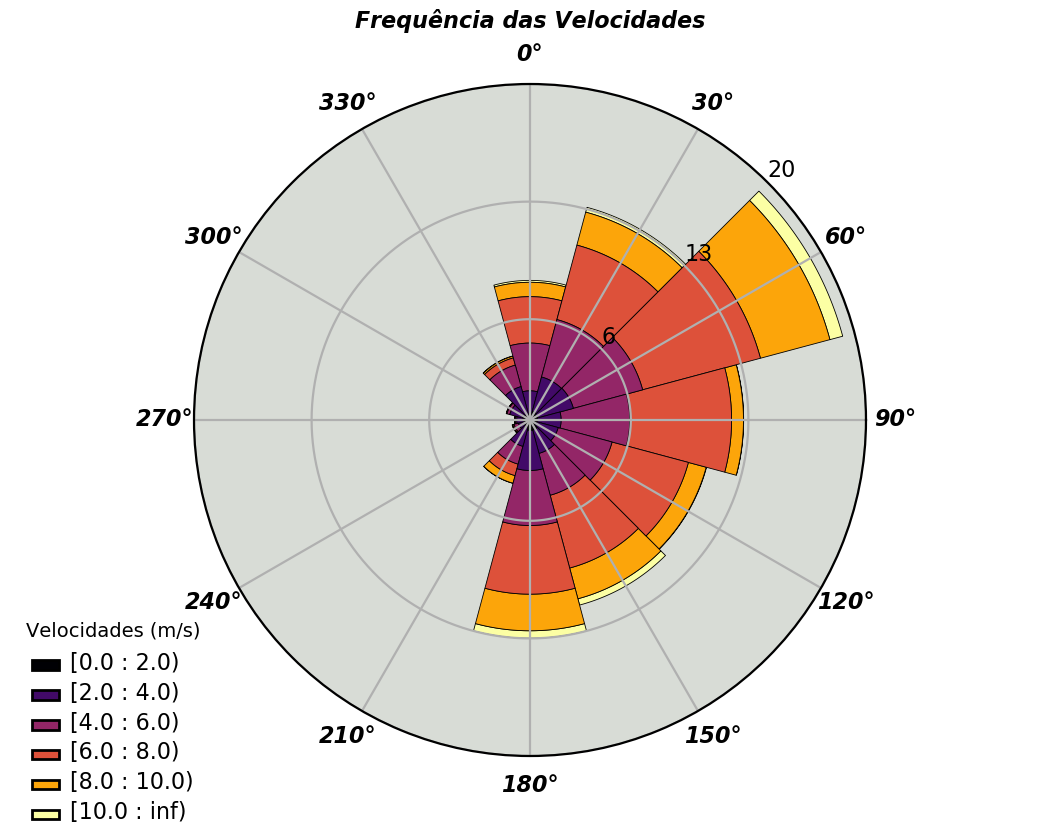 Frequência das Velocidades
0°
330°
30°
20
300°
60°
13
6
270°
90°
240°
120°
Velocidades (m/s)
[0.0 : 2.0)
[2.0 : 4.0)
[4.0 : 6.0)
[6.0 : 8.0)
[8.0 : 10.0)
[10.0 : inf)
210°
150°
180°